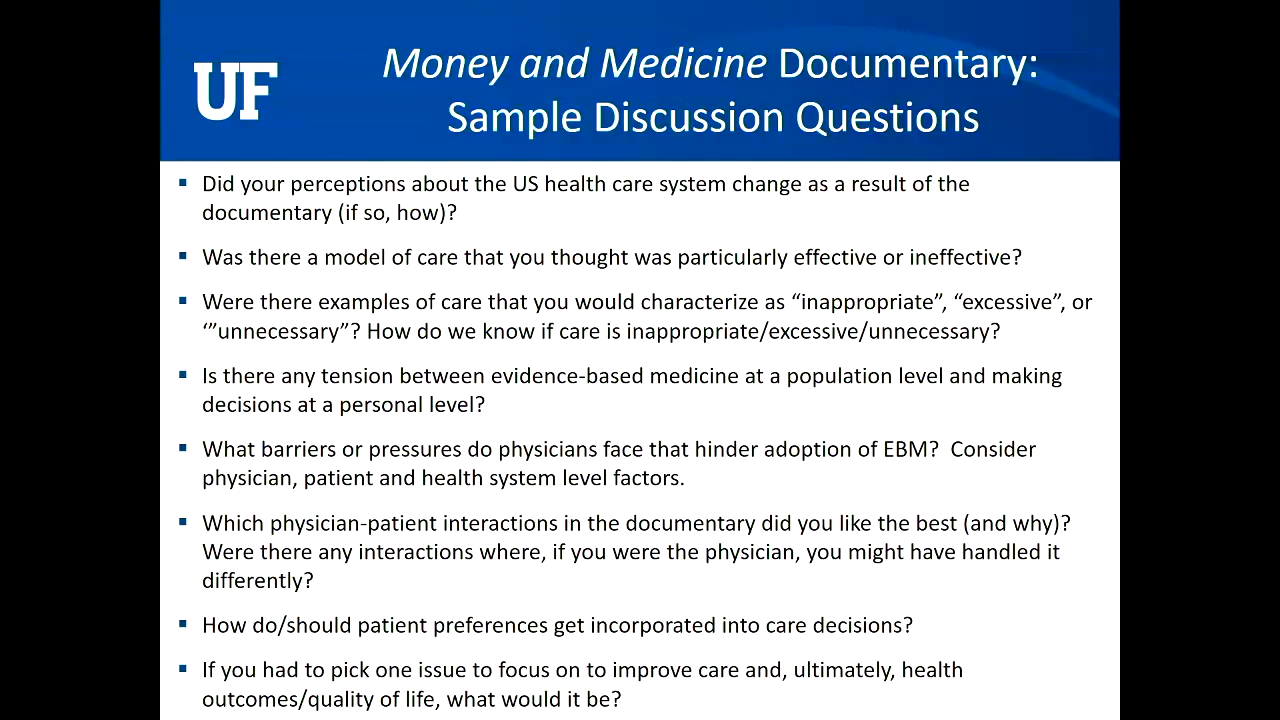 UF
Money and Medicine Documentary:
Sample Discussion Questions
▪ Did your perceptions about the US health care system change as a result of the
documentary (if so, how)?
▪ Was there a model of care that you thought was particularly effective or ineffective?
▪ Were there examples of care that you would characterize as “inappropriate”, “excessive”, or
‘”unnecessary”? How do we know if care is inappropriate/excessive/unnecessary?
▪ Is there any tension between evidence-based medicine at a population level and making
decisions at a personal level?
▪ What barriers or pressures do physicians face that hinder adoption of EBM?  Consider
physician, patient and health system level factors.
▪ Which physician-patient interactions in the documentary did you like the best (and why)?
Were there any interactions where, if you were the physician, you might have handled it
differently?
▪ How do/should patient preferences get incorporated into care decisions?
▪ If you had to pick one issue to focus on to improve care and, ultimately, health
outcomes/quality of life, what would it be?